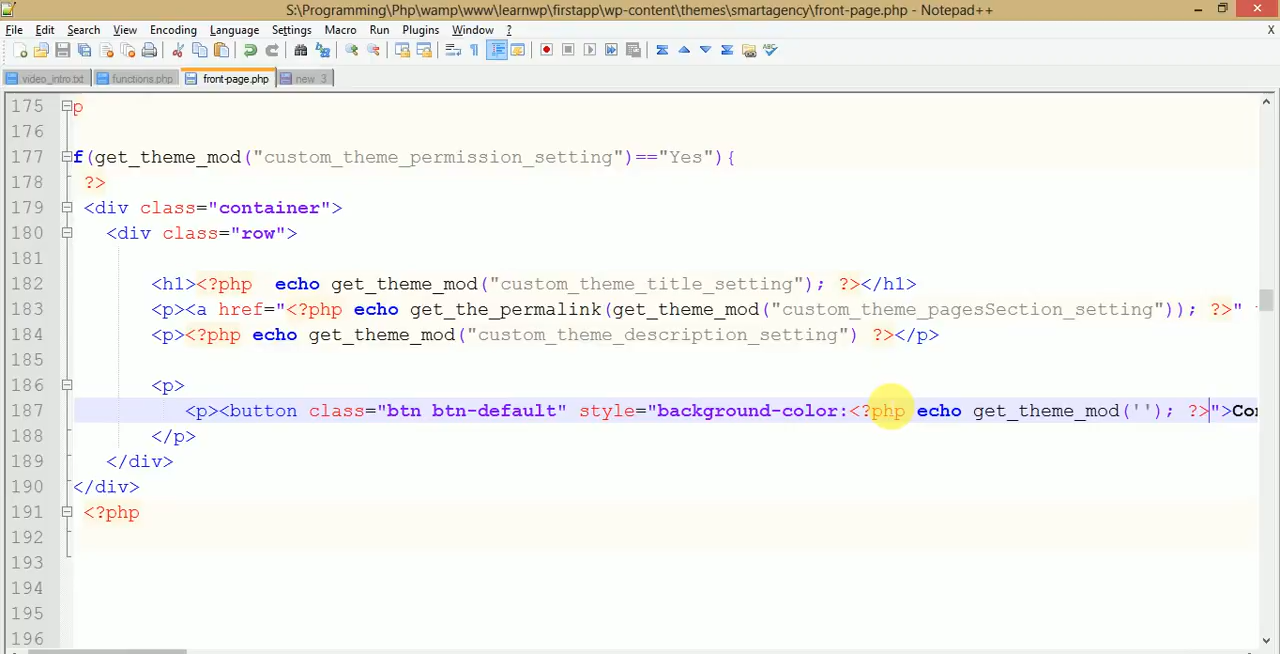 S:\Programming\Php\wamp\www\learnwp\firstapp\wp-content\themes\smartagency\front-page.php - Notepad++
File Edit Search View Encoding Language Settings Macro Run Plugins Window ? X
video_intro.txt functions.php front-page.php new 3
175 p
176
177 f(get_theme_mod("custom_theme_permission_setting")=="Yes"){
178 ?>
179 <div class="container">
180 <div class="row">
181
182 <h1><?php echo get_theme_mod("custom_theme_title_setting"); ?></h1>
183 <p><a href="<?php echo get_the_permalink(get_theme_mod("custom_theme_pagesSection_setting")); ?>"
184 <p><?php echo get_theme_mod("custom_theme_description_setting") ?></p>
185
186 <p>
187 <p><button class="btn btn-default" style="background-color:<?php echo get_theme_mod(''); ?>">Con
188 </p>
189 </div>
190 </div>
191 <?php
192
193
194
195
196